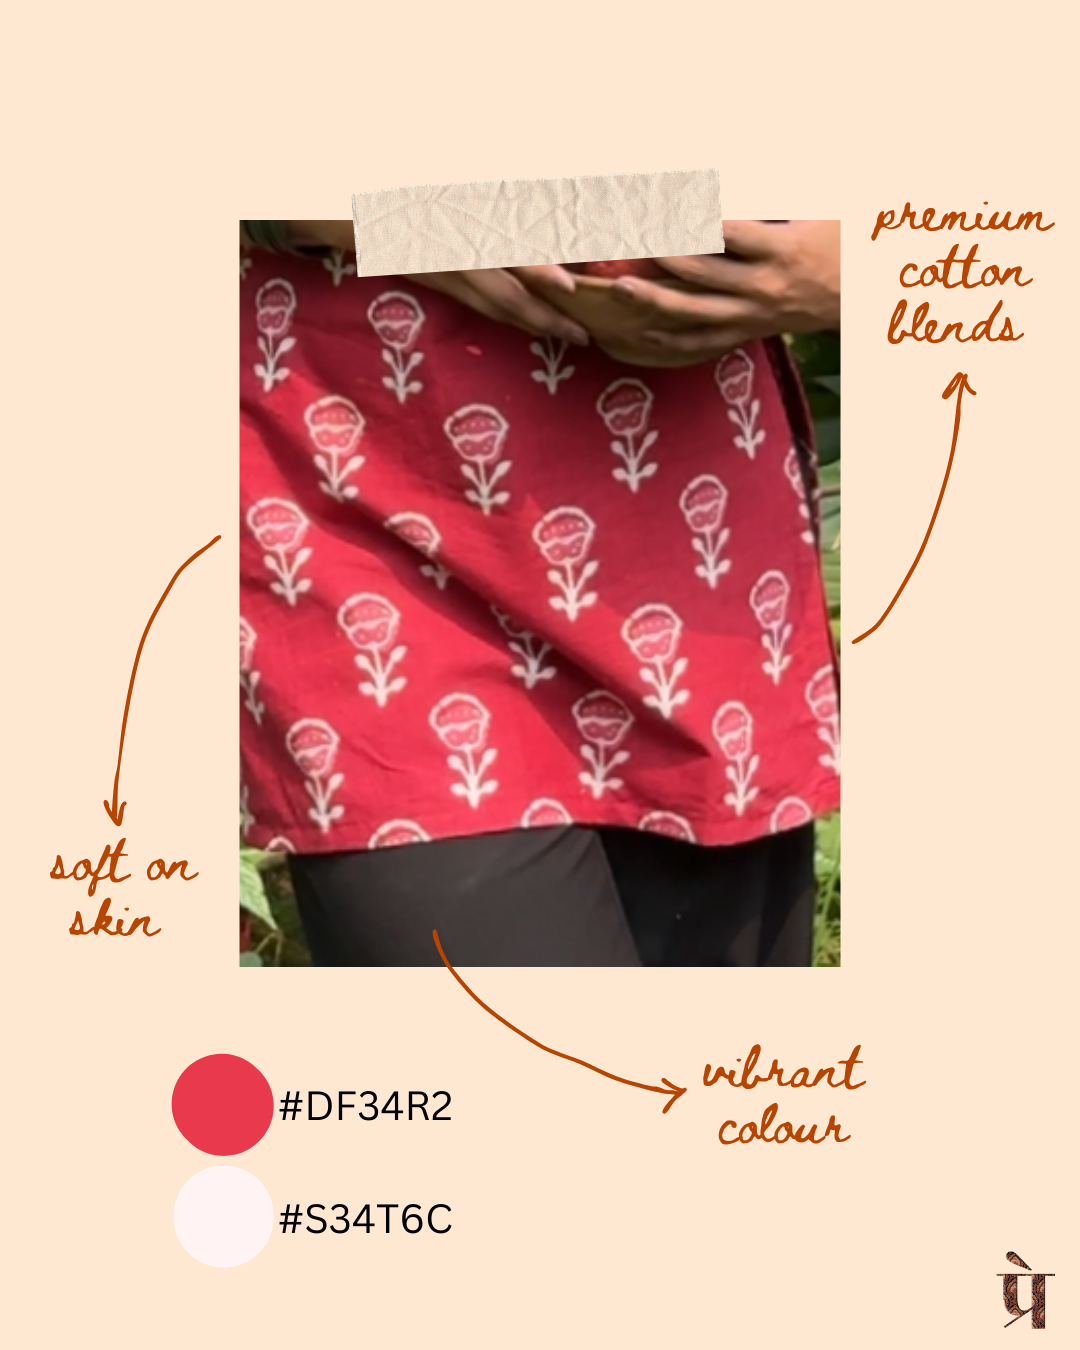 premium
cotton
blends
soft on
skin
vibrant
colour
#DF34R2
#S34T6C
प्रे